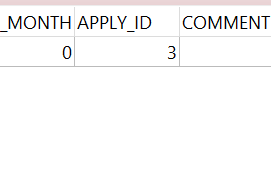 _MONTH APPLY_ID COMMENT
0 3